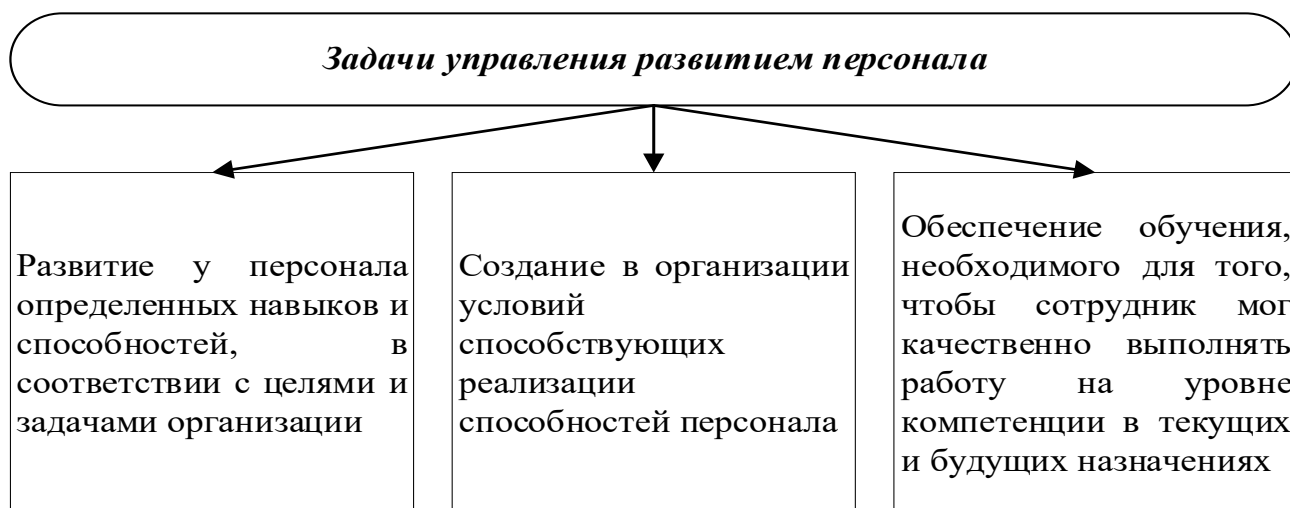 Задачи управления развитием персонала
Развитие у персонала
определенных навыков и
способностей, в
соответствии с целями и
задачами организации
Создание в организации
условий
способствующих
реализации
способностей персонала
Обеспечение обучения,
необходимого для того,
чтобы сотрудник мог
качественно выполнять
работу на уровне
компетенции в текущих
и будущих назначениях